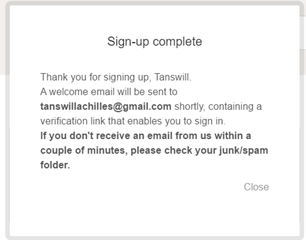 Sign-up complete
Thank you for signing up, Tanswill.
A welcome email will be sent to
tanswillachilles@gmail.com shortly, containing a
verification link that enables you to sign in.
If you don't receive an email from us within a
couple of minutes, please check your junk/spam
folder.
Close